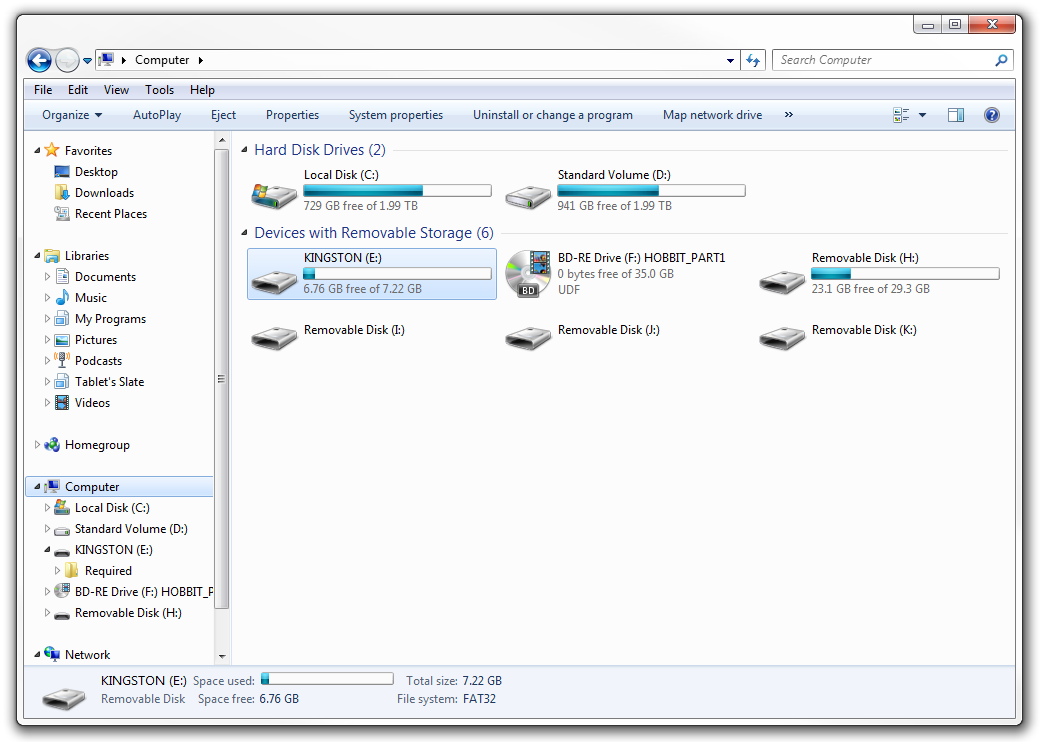 Computer
Search Computer
File Edit View Tools Help
Organize AutoPlay Eject Properties System properties Uninstall or change a program Map network drive »
Favorites
Desktop
Downloads
Recent Places
Libraries
Documents
Music
My Programs
Pictures
Podcasts
Tablet's Slate
Videos
Homegroup
Computer
Local Disk (C:)
Standard Volume (D:)
KINGSTON (E:)
Required
BD-RE Drive (F:) HOBBIT_P
Removable Disk (H:)
Network
Hard Disk Drives (2)
Local Disk (C:)
729 GB free of 1.99 TB
Standard Volume (D:)
941 GB free of 1.99 TB
Devices with Removable Storage (6)
KINGSTON (E:)
6.76 GB free of 7.22 GB
BD
BD-RE Drive (F:) HOBBIT_PART1
0 bytes free of 35.0 GB
UDF
Removable Disk (H:)
23.1 GB free of 29.3 GB
Removable Disk (I:)
Removable Disk (J:)
Removable Disk (K:)
KINGSTON (E:) Space used: Total size: 7.22 GB
Removable Disk Space free: 6.76 GB File system: FAT32